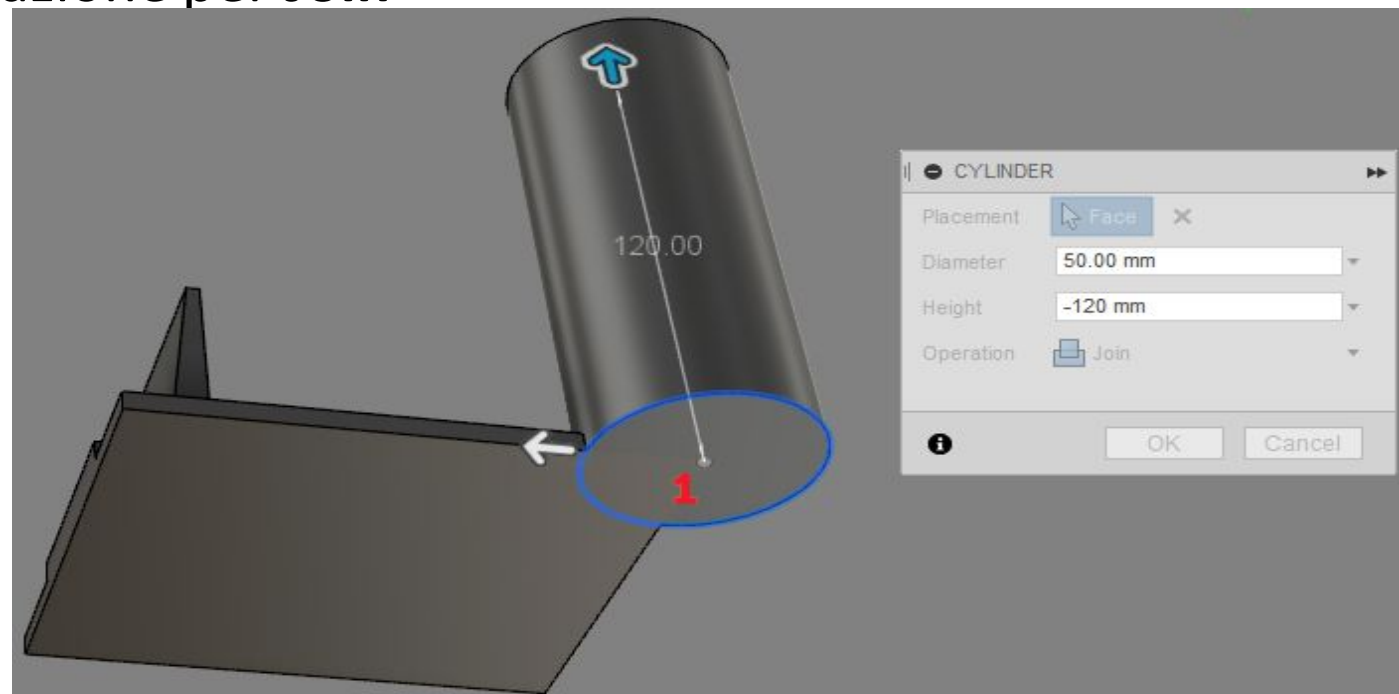 120.00
1
CYLINDER
Placement Face
Diameter 50.00 mm
Height -120 mm
Operation Join
OK Cancel